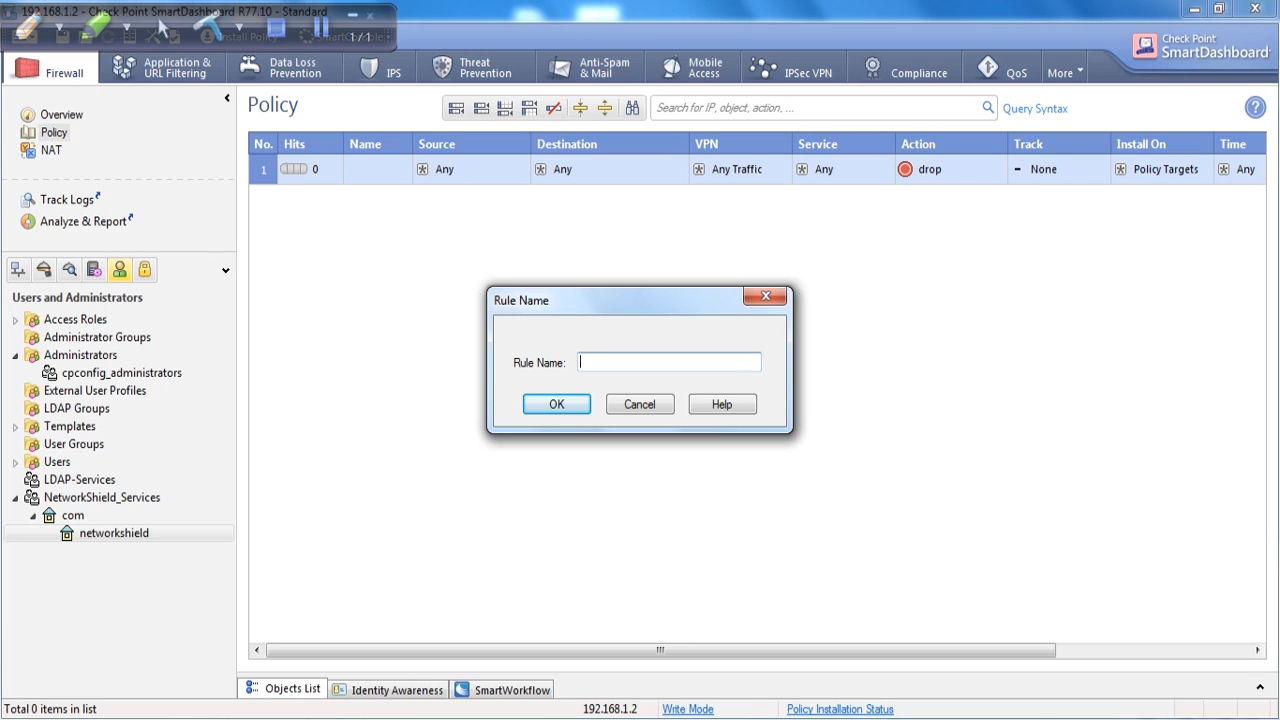 192.168.1.2 - Check Point SmartDashboard R77.10 - Standard
Install Policy SmartConsole
1/1
Firewall
Application & URL Filtering
Data Loss Prevention
IPS
Threat Prevention
Anti-Spam & Mail
Mobile Access
IPSec VPN
Compliance
QoS
More
Check Point
SmartDashboard
Overview
Policy
NAT
Track Logs
Analyze & Report
Users and Administrators
Access Roles
Administrator Groups
Administrators
cpconfig_administrators
External User Profiles
LDAP Groups
Templates
User Groups
Users
LDAP-Services
NetworkShield_Services
com
networkshield
Policy
Search for IP, object, action, ...
Query Syntax
No. Hits Name Source Destination VPN Service Action Track Install On Time
1 0 Any Any Any Traffic Any drop None Policy Targets Any
Rule Name
Rule Name:
OK Cancel Help
Objects List Identity Awareness SmartWorkflow
Total 0 items in list 192.168.1.2 Write Mode Policy Installation Status